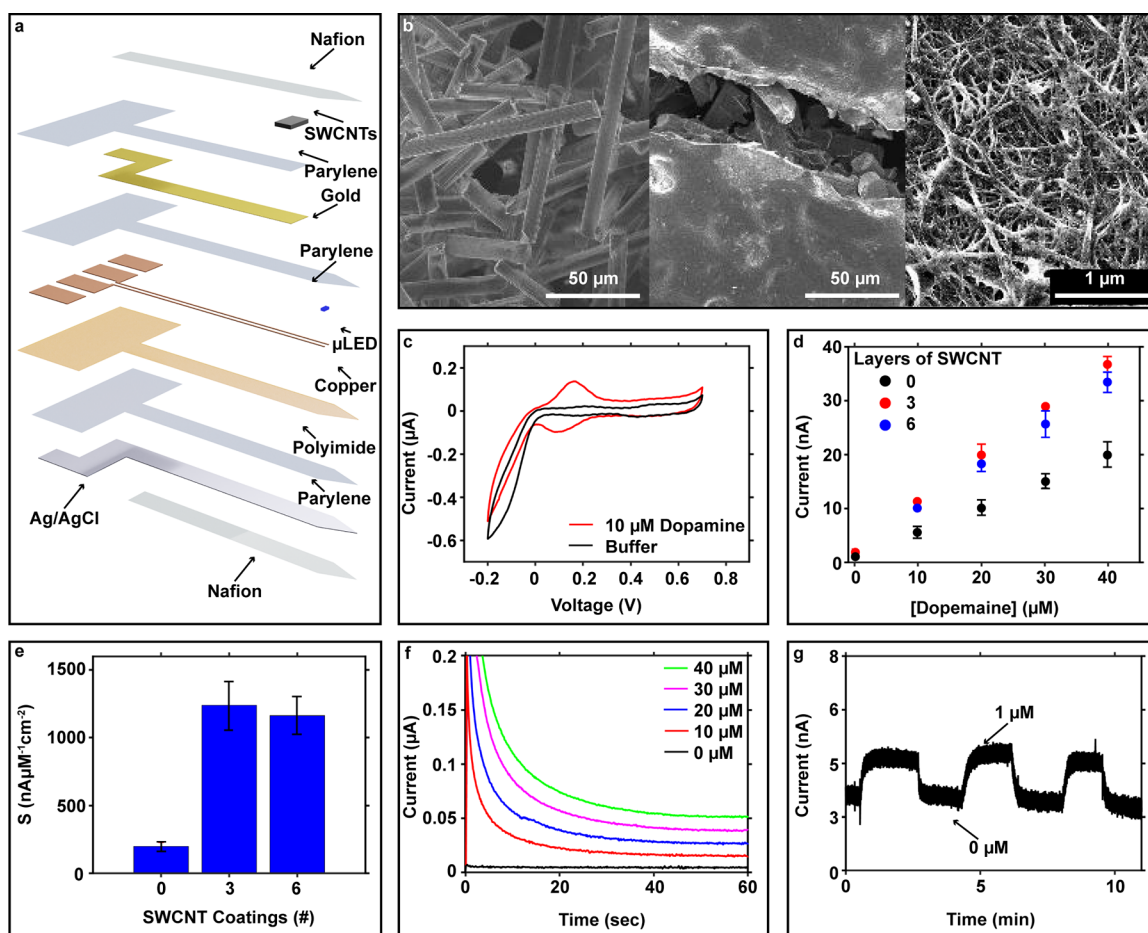 a
Nafion
SWCNTs
Parylene
Gold
Parylene
µLED
Copper
Polyimide
Parylene
Ag/AgCl
Nafion
b
50 µm
50 µm
1 µm
c
0.2
0
-0.2
-0.4
-0.6
Current (µA)
10 µM Dopamine
Buffer
-0.2 0 0.2 0.4 0.6 0.8
Voltage (V)
d
Layers of SWCNT
0
3
6
40
30
20
10
0
Current (nA)
0 10 20 30 40
[Dopemaine] (µM)
e
1500
1000
500
0
S (nAµM⁻¹cm⁻²)
0 3 6
SWCNT Coatings (#)
f
0.2
0.15
0.1
0.05
0
Current (µA)
40 µM
30 µM
20 µM
10 µM
0 µM
0 20 40 60
Time (sec)
g
8
6
5
3
0
Current (nA)
1 µM
0 µM
0 5 10
Time (min)